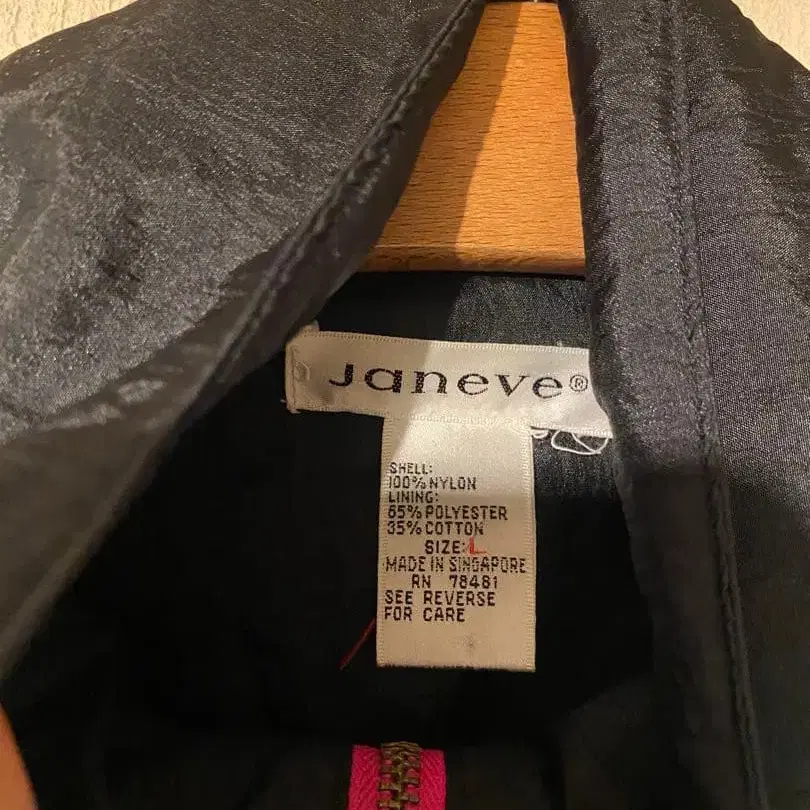 Janeve®
SHELL:
100% NYLON
LINING:
65% POLYESTER
35% COTTON
SIZE: L
MADE IN SINGAPORE
RN 78481
SEE REVERSE
FOR CARE